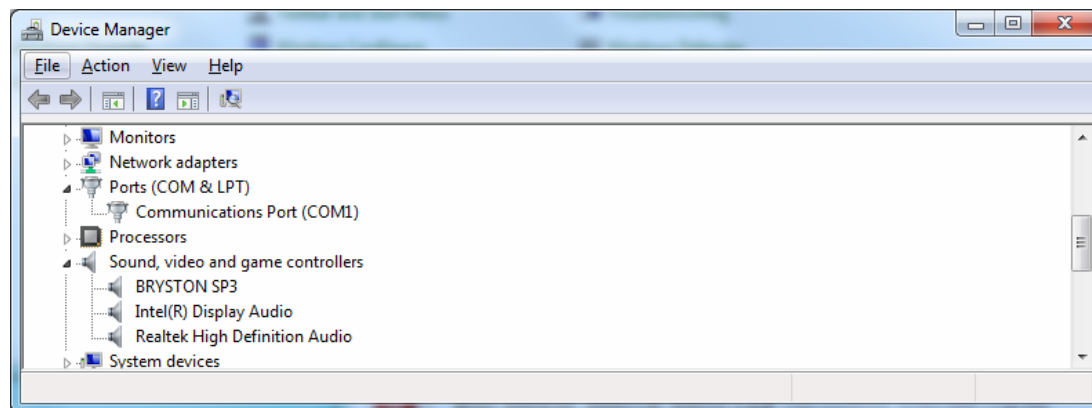 Device Manager
File Action View Help
Monitors
Network adapters
Ports (COM & LPT)
Communications Port (COM1)
Processors
Sound, video and game controllers
BRYSTON SP3
Intel(R) Display Audio
Realtek High Definition Audio
System devices